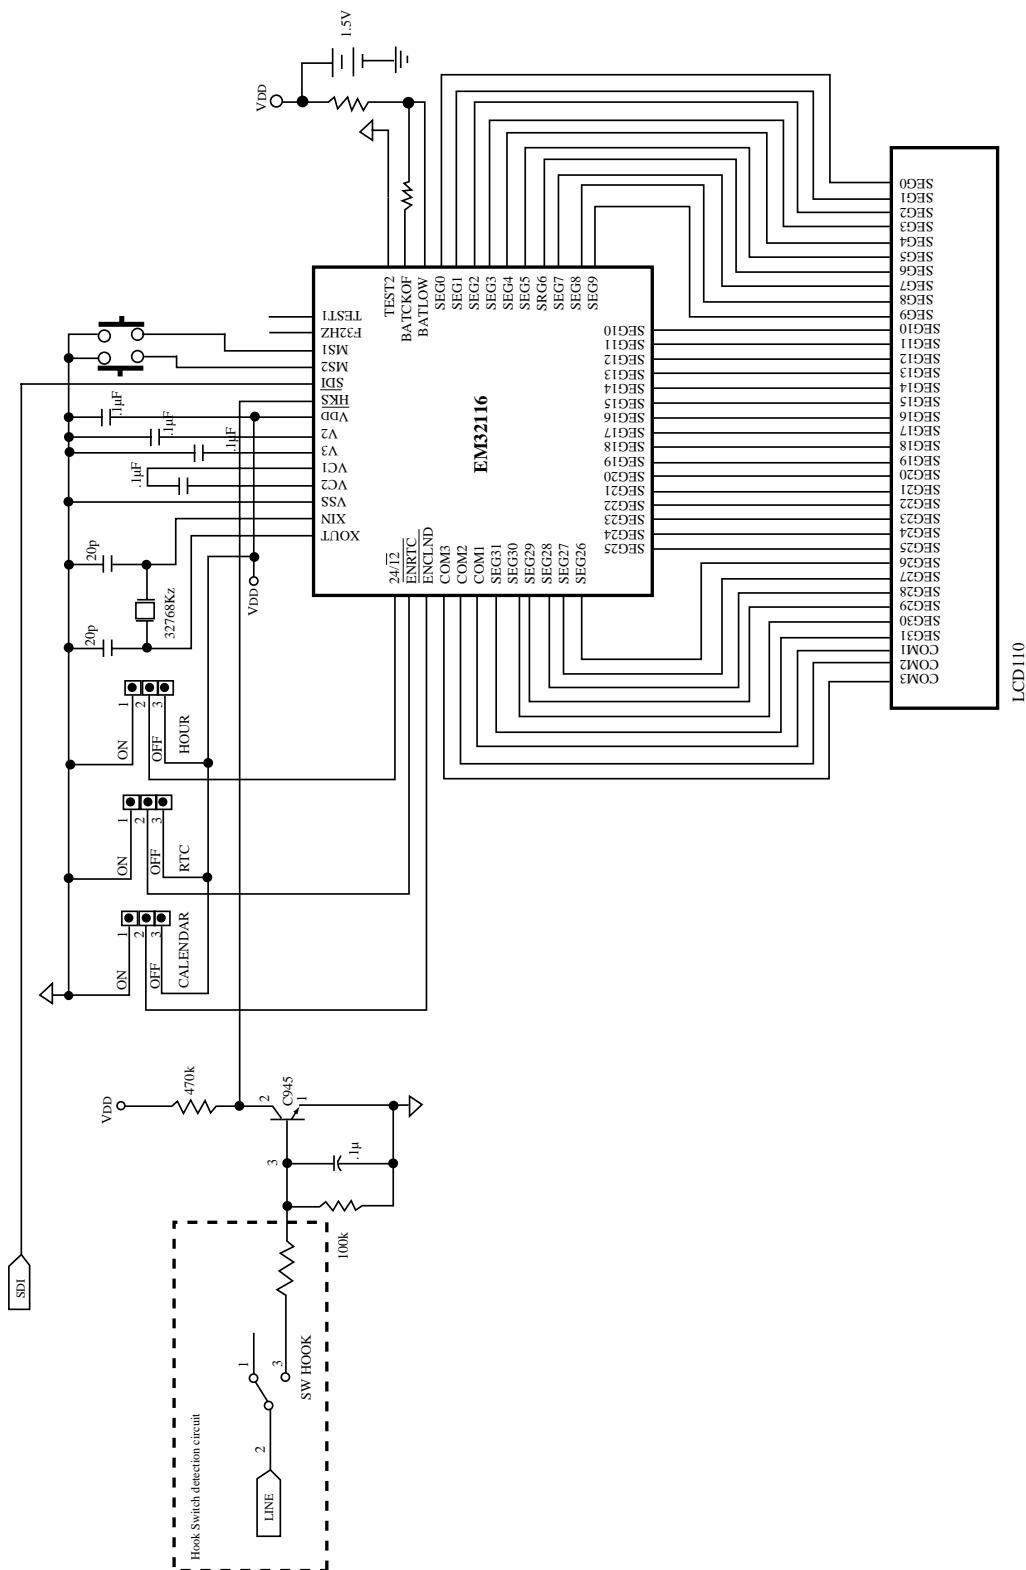 1.5V
VDD
TEST2
BATCKOF
BATLOW
SEG0
SEG1
SEG2
SEG3
SEG4
SEG5
SRG6
SEG7
SEG8
SEG9
TEST1
F32HZ
MS1
MS2
SDI
HKS
VDD
V2
V3
VC1
VC2
VSS
XIN
XOUT
.1µF
.1µF
.1µF
.1µF
EM32116
SEG10
SEG11
SEG12
SEG13
SEG14
SEG15
SEG16
SEG17
SEG18
SEG19
SEG20
SEG21
SEG22
SEG23
SEG24
SEG25
24/12
ENRTC
ENCLND
COM3
COM2
COM1
SEG31
SEG30
SEG29
SEG28
SEG27
SEG26
SEG0
SEG1
SEG2
SEG3
SEG4
SEG5
SEG6
SEG7
SEG8
SEG9
SEG10
SEG11
SEG12
SEG13
SEG14
SEG15
SEG16
SEG17
SEG18
SEG19
SEG20
SEG21
SEG22
SEG23
SEG24
SEG25
SEG26
SEG27
SEG28
SEG29
SEG30
SEG31
COM1
COM2
COM3
LCD110
20p
20p
32768Kz
VDD
1
2
3
ON
OFF
HOUR
1
2
3
ON
OFF
RTC
1
2
3
ON
OFF
CALENDAR
VDD
470k
2
C945
1
3
.1µ
100k
SDI
Hook Switch detection circuit
LINE
2
1
3
SW HOOK